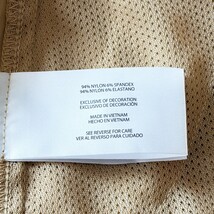 94% NYLON 6% SPANDEX
94% NYLON 6% ELASTANO
EXCLUSIVE OF DECORATION
EXCLUSIVO DE DECORACIÓN
MADE IN VIETNAM
HECHO EN VIETNAM
SEE REVERSE FOR CARE
VER AL REVERSO PARA CUIDADO